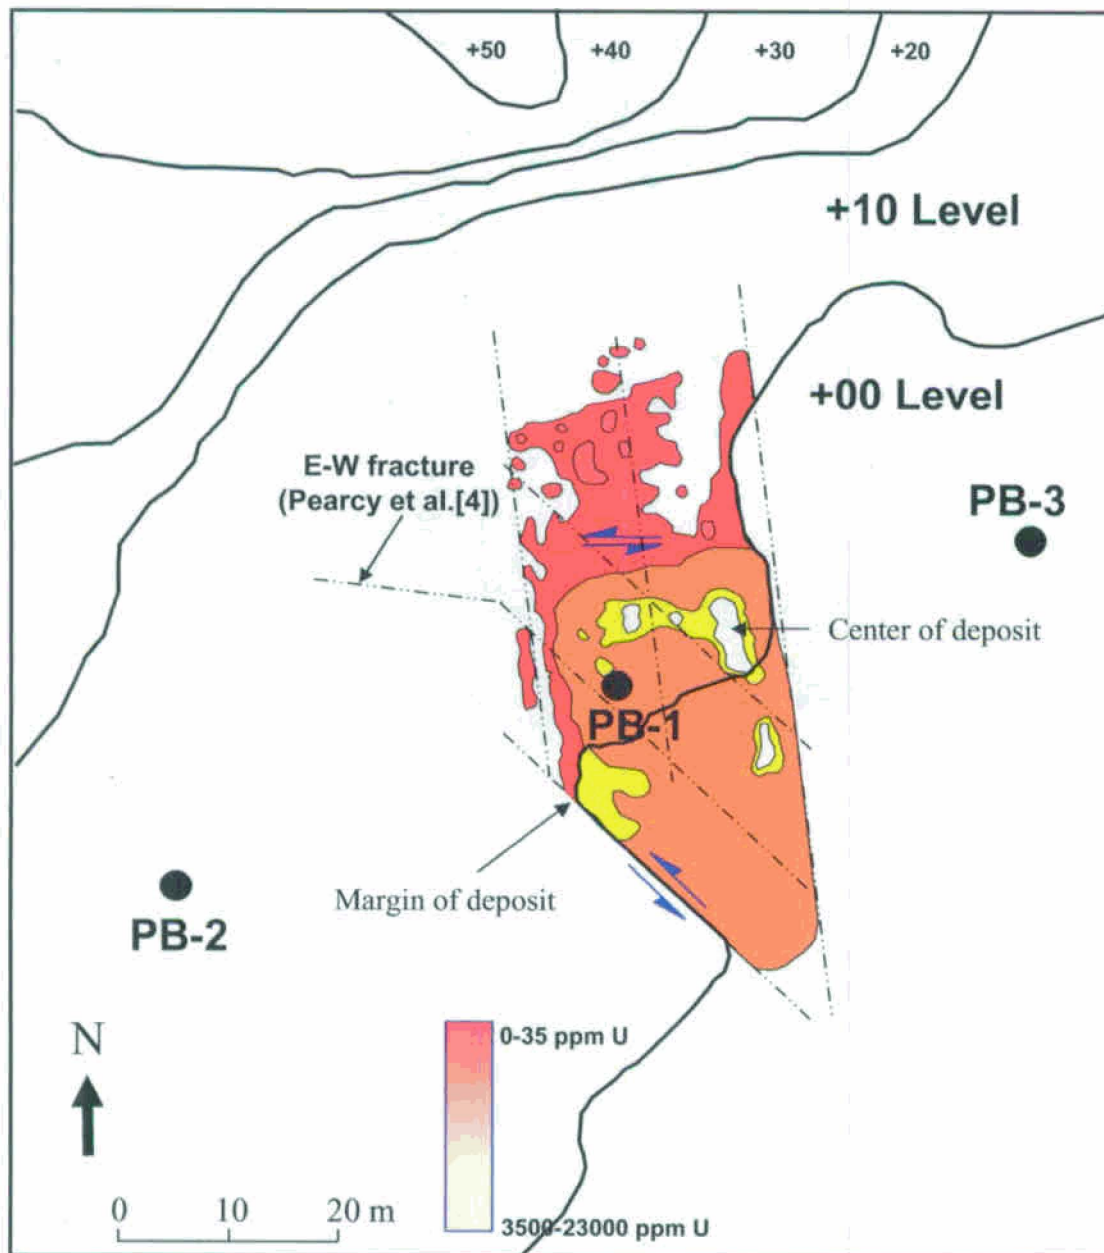 +50
+40
+30
+20
+10 Level
+00 Level
E-W fracture
(Pearcy et al.[4])
PB-3
Center of deposit
PB-1
Margin of deposit
PB-2
N
0-35 ppm U
0 10 20 m
3500-23000 ppm U